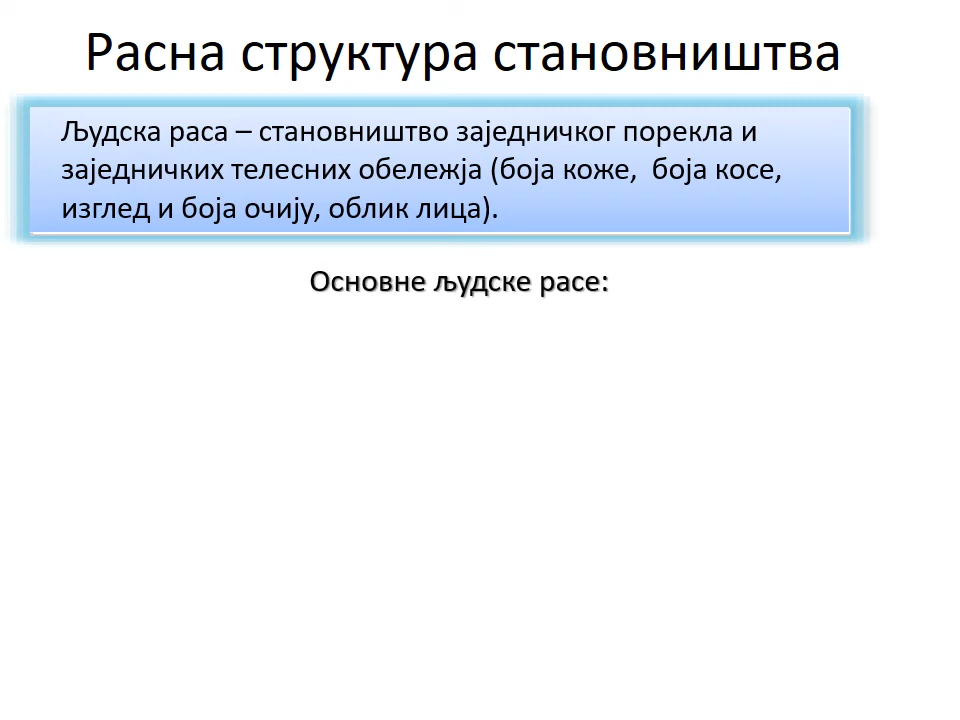 Расна структура становништва
Људска раса – становништво заједничког порекла и
заједничких телесних обележја (боја коже,  боја косе,
изглед и боја очију, облик лица).
Основне људске расе: